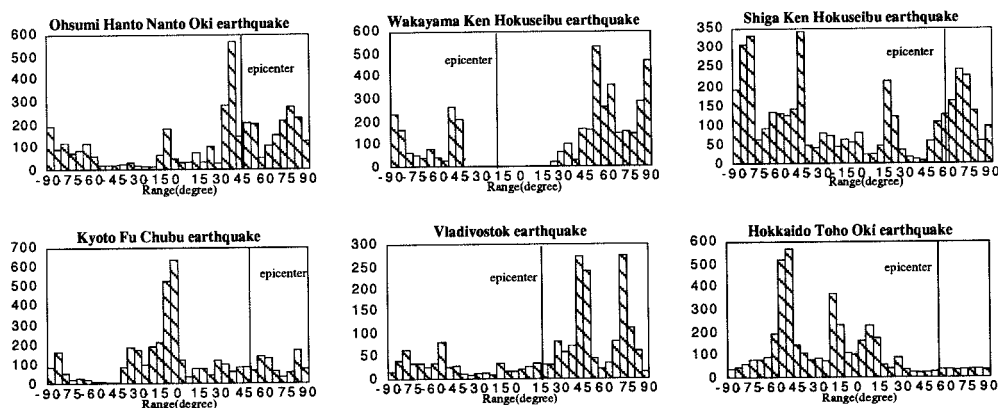 Ohsumi Hanto Nanto Oki earthquake
600
500
400
300
200
100
0
epicenter
-90 75 60 45 30 15 0 15 30 45 60 75 90
Range(degree)
Wakayama Ken Hokuseibu earthquake
600
500
400
300
200
100
0
epicenter
-90 75 60 45 30 15 0 15 30 45 60 75 90
Range(degree)
Shiga Ken Hokuseibu earthquake
350
300
250
200
150
100
50
0
epicenter
-90 75 60 45 30 15 0 15 30 45 60 75 90
Range(degree)
Kyoto Fu Chubu earthquake
700
600
500
400
300
200
100
0
epicenter
-90 75 60 45 30 15 0 15 30 45 60 75 90
Range(degree)
Vladivostok earthquake
300
250
200
150
100
50
0
epicenter
-90 75 60 45 30 15 0 15 30 45 60 75 90
Range(degree)
Hokkaido Toho Oki earthquake
600
500
400
300
200
100
0
epicenter
-90 75 60 45 30 15 0 15 30 45 60 75 90
Range(degree)